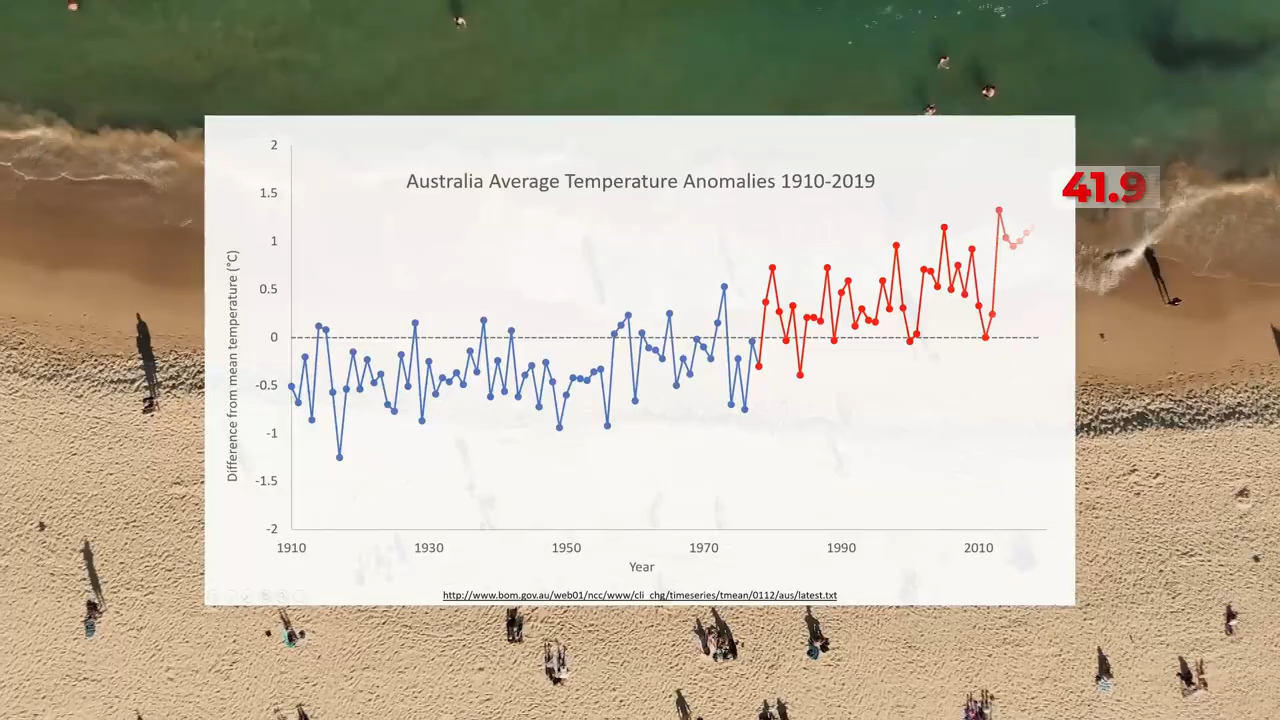 Australia Average Temperature Anomalies 1910-2019
41.9
2
1.5
1
0.5
0
-0.5
-1
-1.5
-2
Difference from mean temperature (°C)
1910 1930 1950 1970 1990 2010
Year
http://www.bom.gov.au/web01/ncc/www/cli_chg/timeseries/tmean/0112/aus/latest.txt